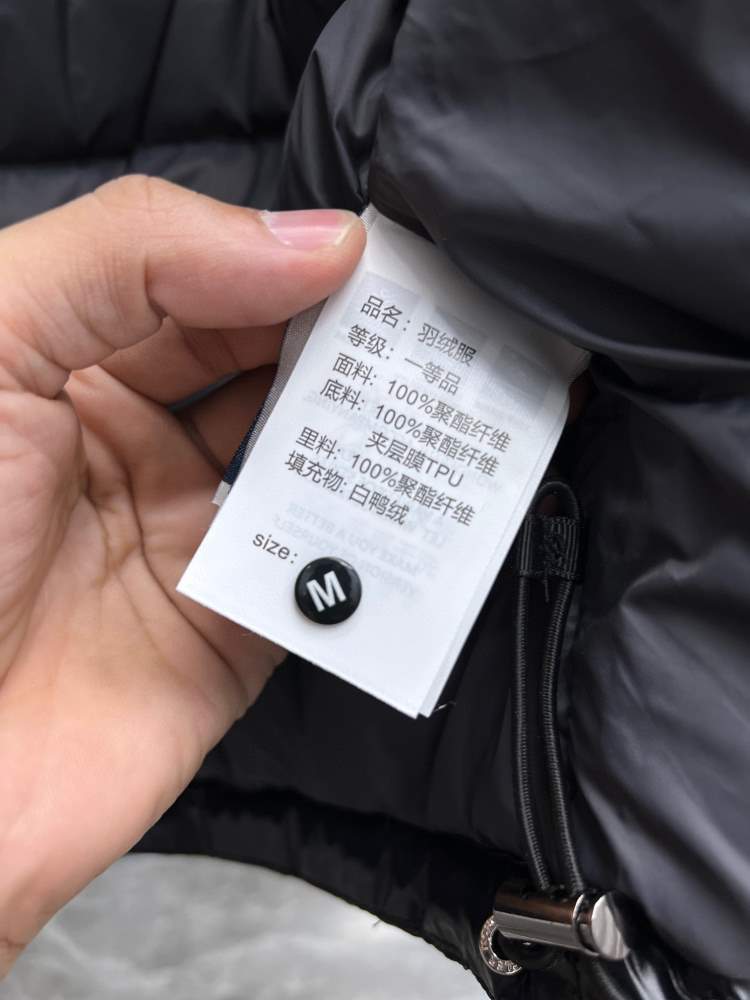 品名：羽绒服
等级：一等品
面料：100%聚酯纤维
底料：100%聚酯纤维
夹层膜TPU
里料：100%聚酯纤维
填充物: 白鸭绒
size:
M